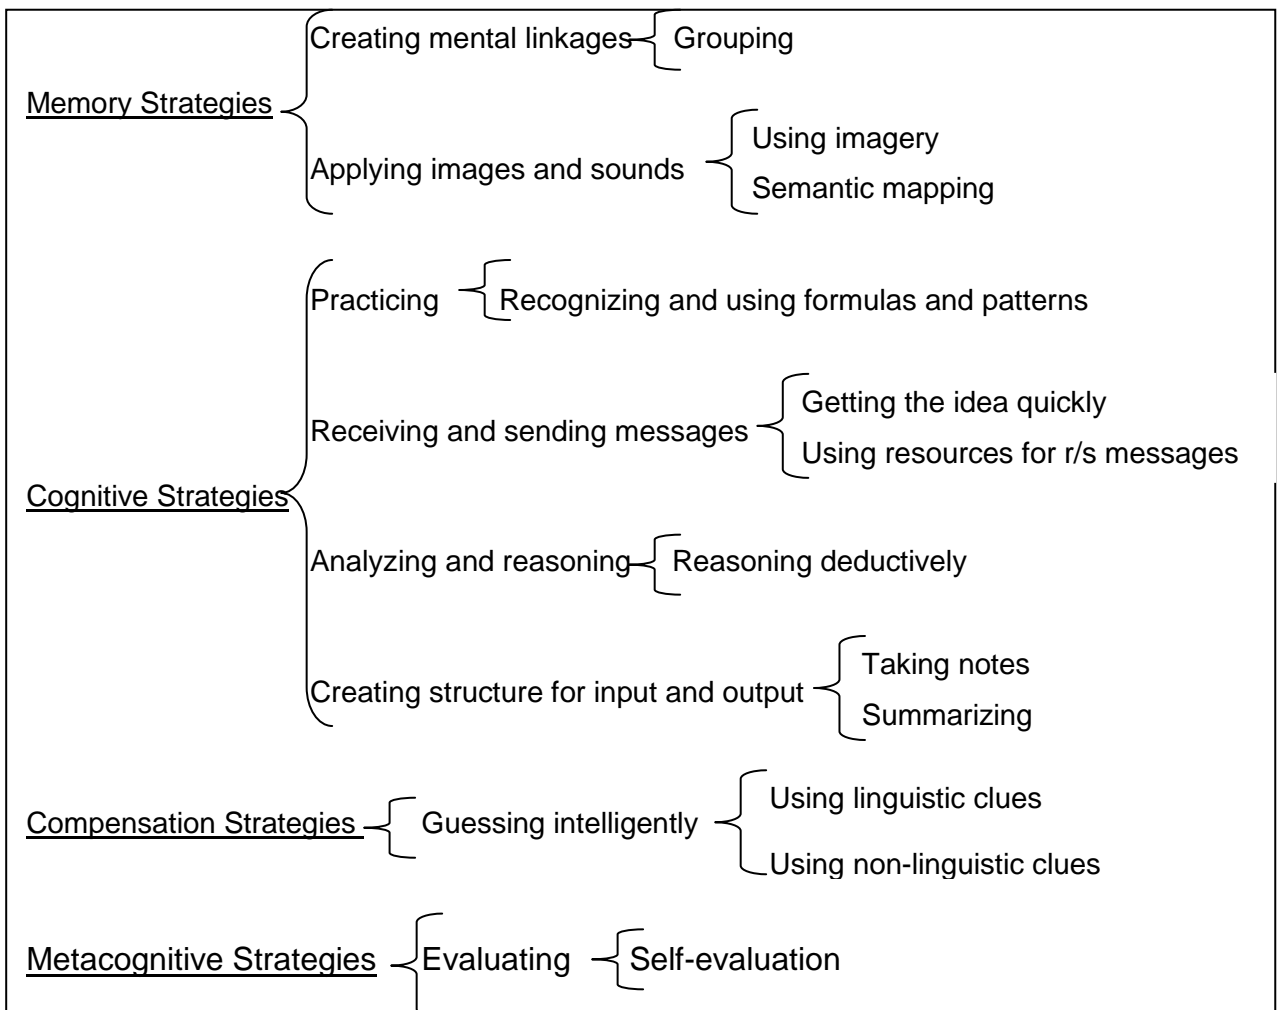 Creating mental linkages Grouping
Memory Strategies
Using imagery
Applying images and sounds
Semantic mapping
Practicing Recognizing and using formulas and patterns
Getting the idea quickly
Receiving and sending messages
Using resources for r/s messages
Cognitive Strategies
Analyzing and reasoning Reasoning deductively
Taking notes
Creating structure for input and output
Summarizing
Using linguistic clues
Compensation Strategies Guessing intelligently
Using non-linguistic clues
Metacognitive Strategies Evaluating Self-evaluation